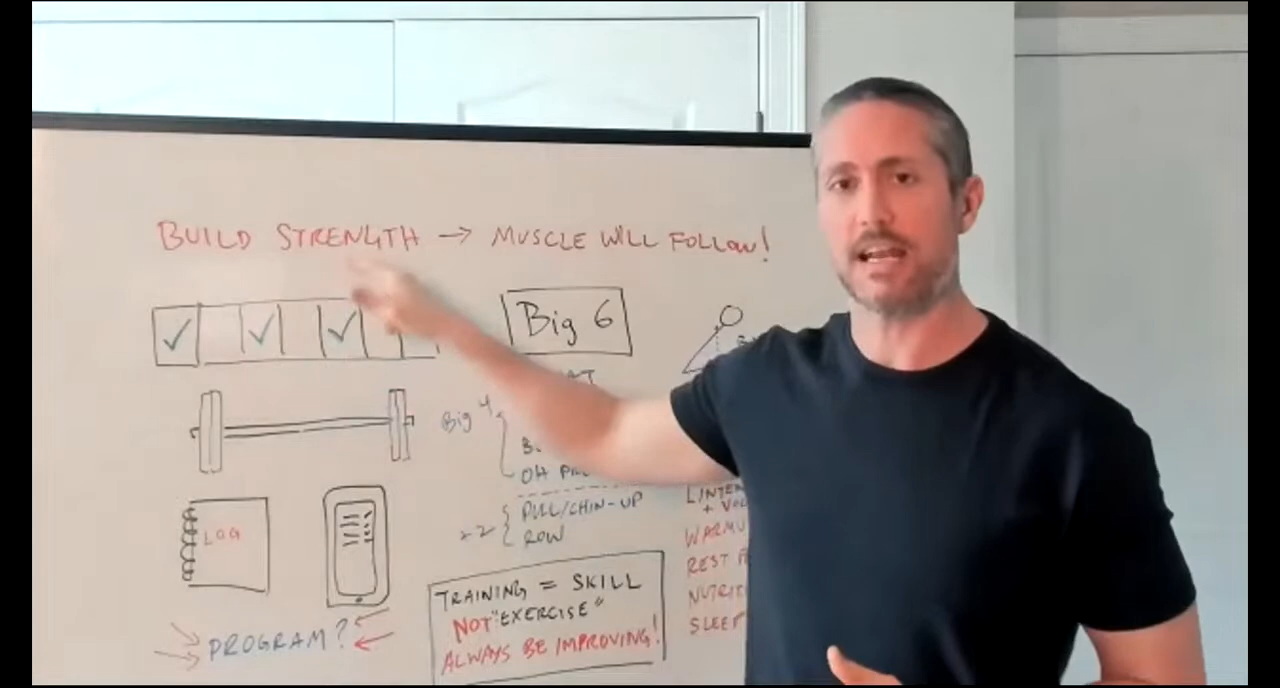 BUILD STRENGTH → MUSCLE WILL FOLLOW!
Big 6
Big 4
OH
PULL/CHIN-UP
ROW
LOG
PROGRAM?
TRAINING = SKILL
NOT "EXERCISE"
ALWAYS BE IMPROVING!
+
REST
SLEEP